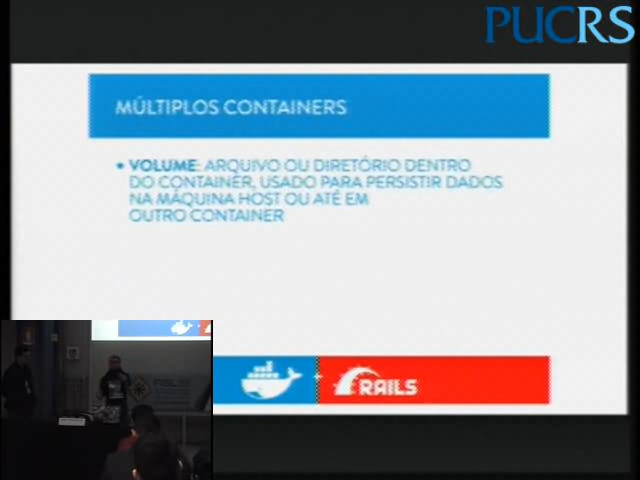 PUCRS
MÚLTIPLOS CONTAINERS
• VOLUME: ARQUIVO OU DIRETÓRIO DENTRO
DO CONTAINER, USADO PARA PERSISTIR DADOS
NA MÁQUINA HOST OU ATÉ EM
OUTRO CONTAINER
+
RAILS